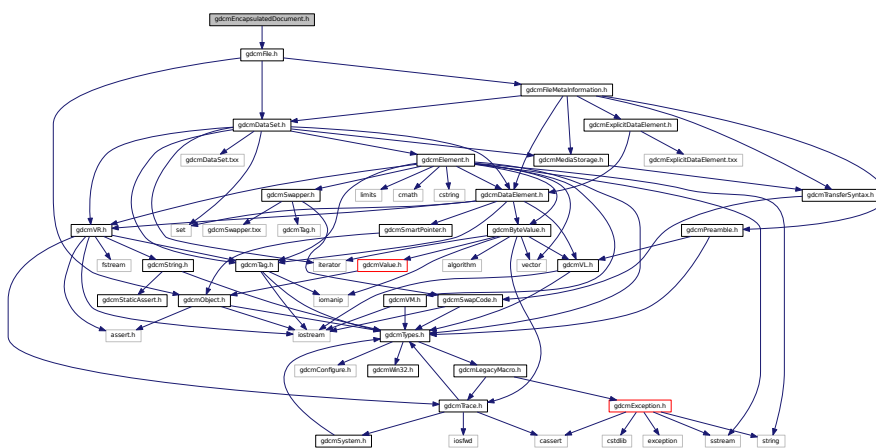 gdcmEncapsulatedDocument.h
gdcmFile.h
gdcmFileMetaInformation.h
gdcmDataSet.h
gdcmExplicitDataElement.h
gdcmDataSet.txx
gdcmElement.h
gdcmMediaStorage.h
gdcmExplicitDataElement.txx
gdcmSwapper.h
limits
cmath
cstring
gdcmDataElement.h
gdcmTransferSyntax.h
gdcmVR.h
set
gdcmSwapper.txx
gdcmTag.h
gdcmSmartPointer.h
gdcmByteValue.h
gdcmPreamble.h
fstream
gdcmString.h
gdcmTag.h
iterator
gdcmValue.h
algorithm
vector
gdcmVL.h
gdcmStaticAssert.h
gdcmObject.h
iomanip
gdcmVM.h
gdcmSwapCode.h
assert.h
iostream
gdcmTypes.h
gdcmConfigure.h
gdcmWin32.h
gdcmLegacyMacro.h
gdcmTrace.h
gdcmException.h
gdcmSystem.h
iosfwd
cassert
cstdlib
exception
sstream
string